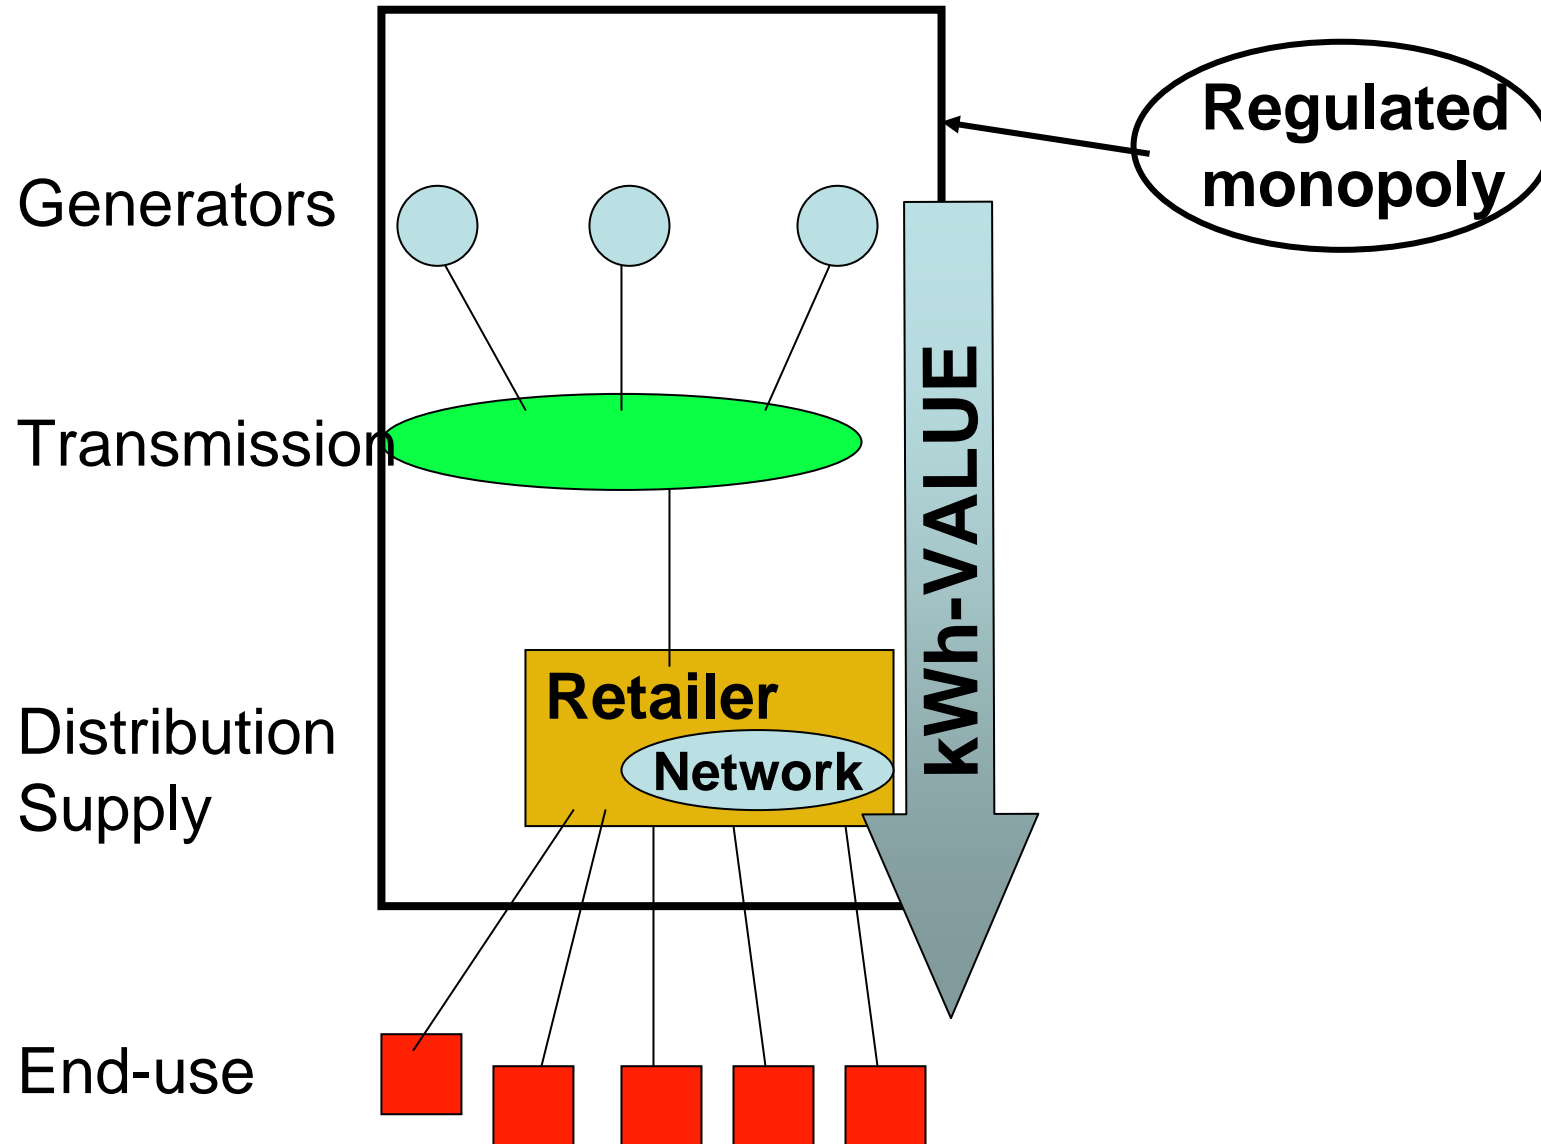 Regulated
monopoly
Generators
Transmission
kWh-VALUE
Retailer
Network
Distribution
Supply
End-use